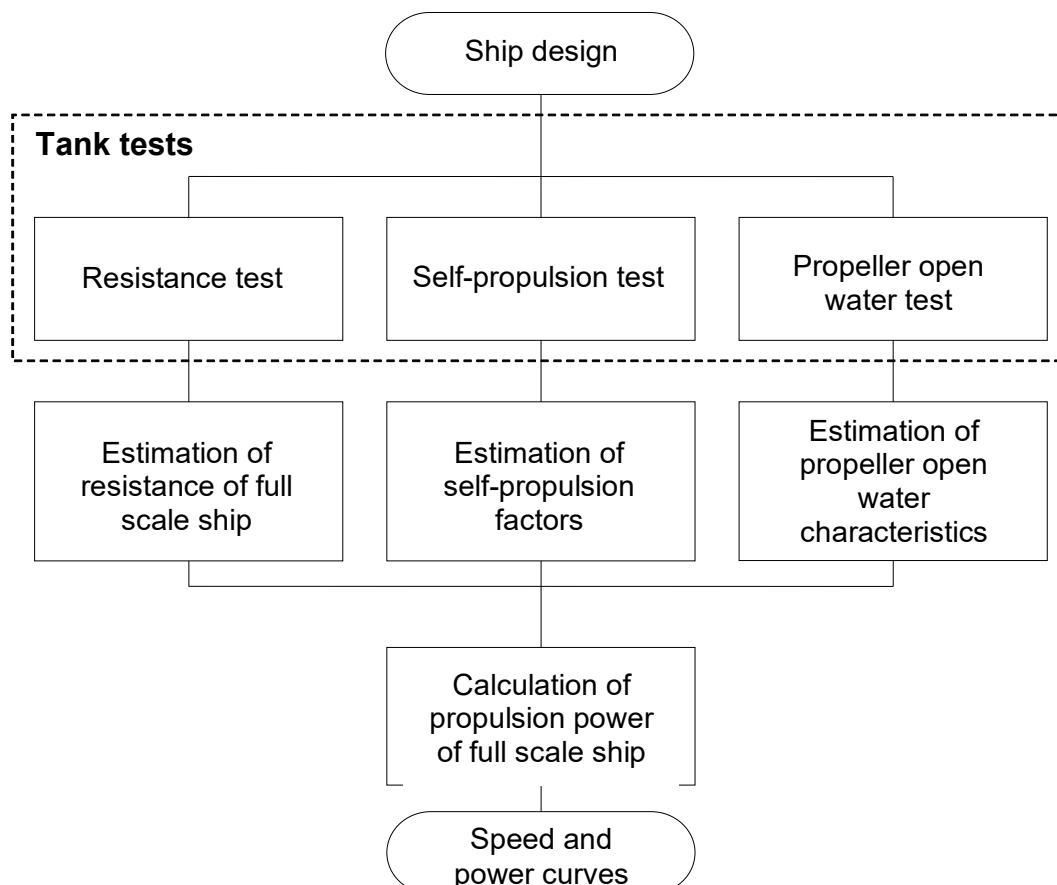 Ship design
Tank tests
Resistance test
Self-propulsion test
Propeller open
water test
Estimation of
resistance of full
scale ship
Estimation of
self-propulsion
factors
Estimation of
propeller open
water
characteristics
Calculation of
propulsion power
of full scale ship
Speed and
power curves